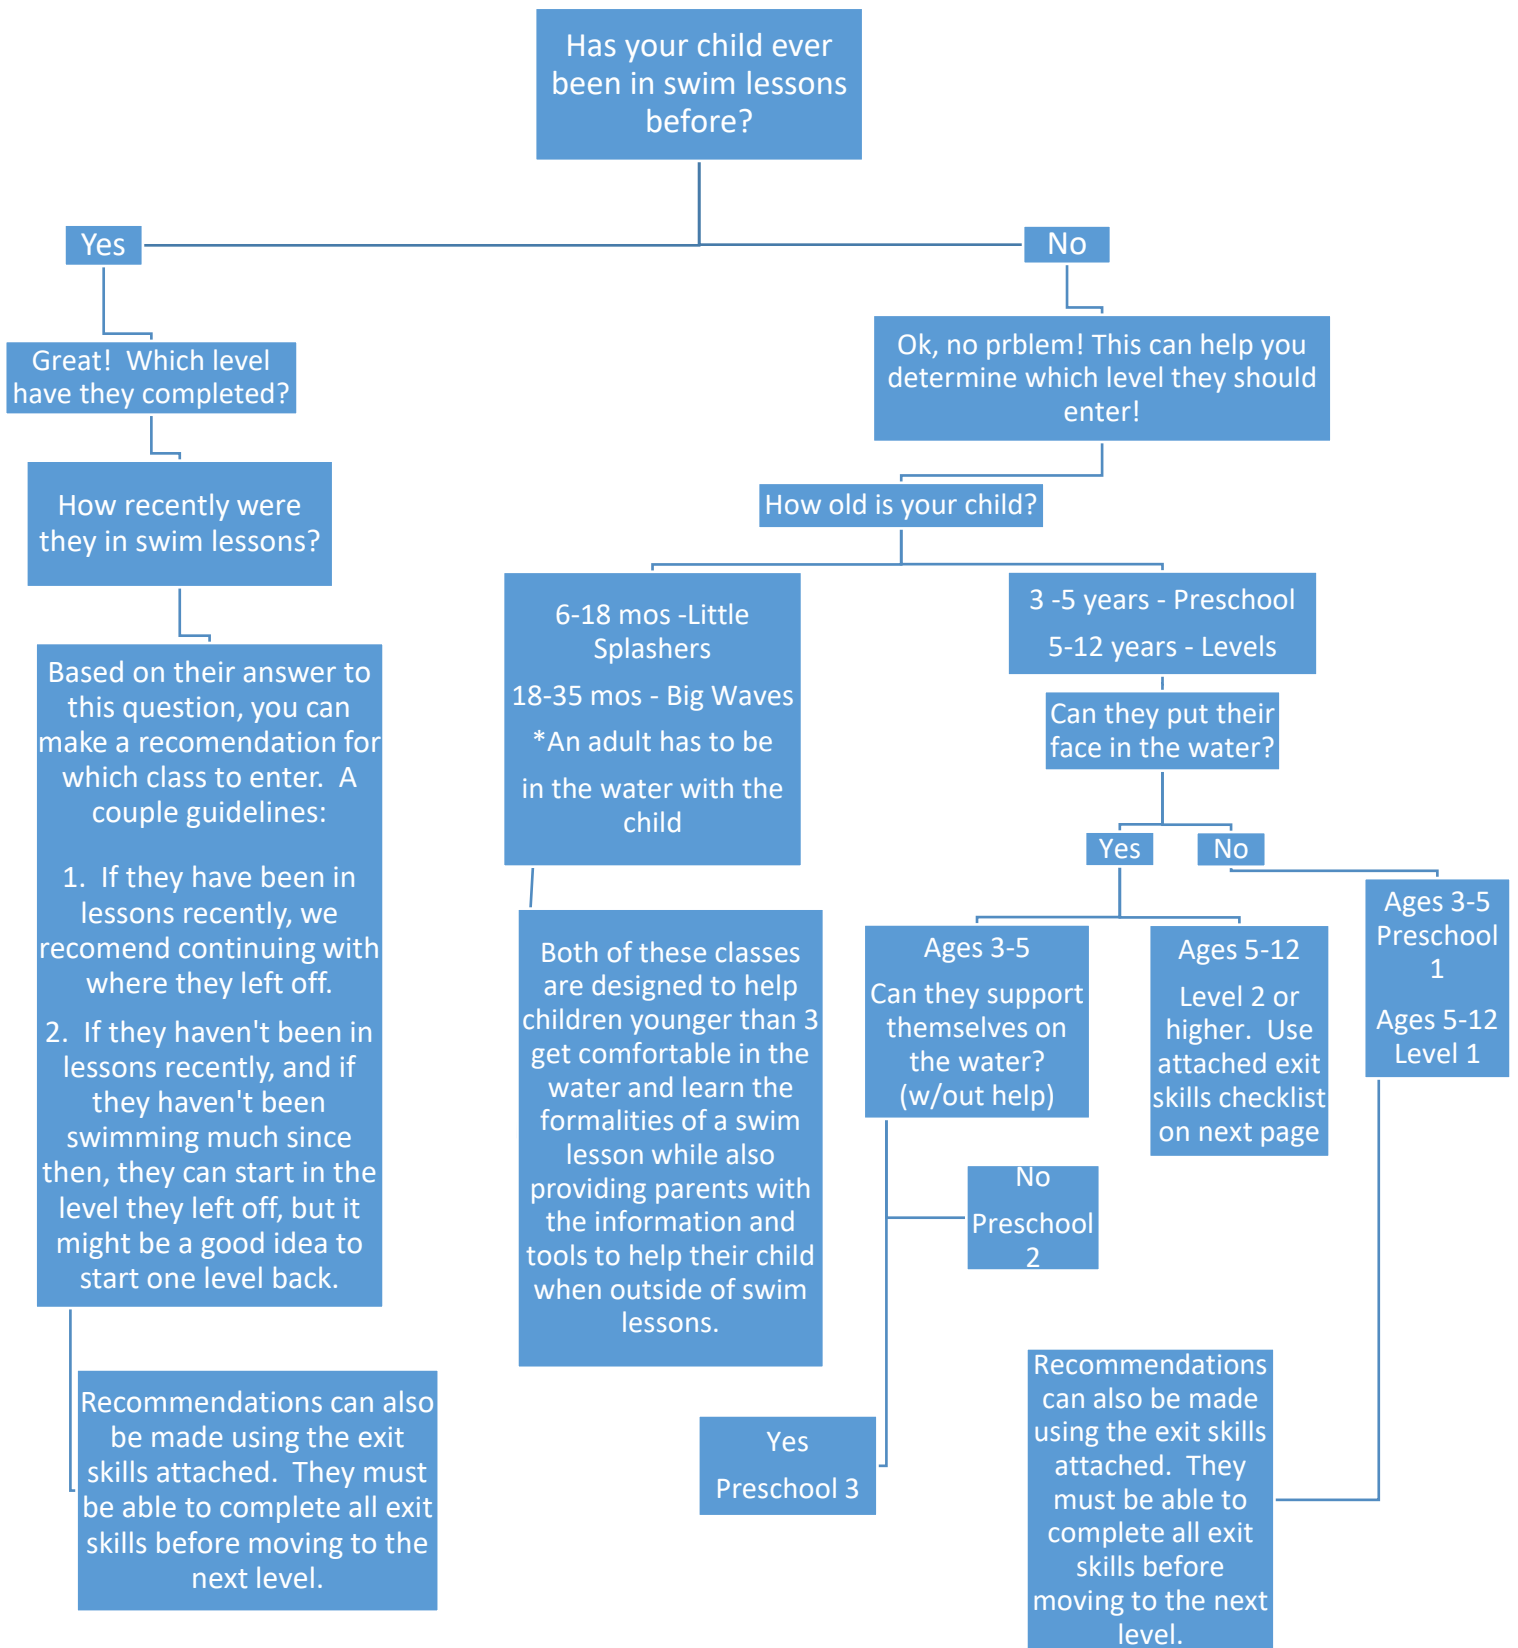 Has your child ever
been in swim lessons
before?
Yes
No
Great!  Which level
have they completed?
How recently were
they in swim lessons?
Based on their answer to
this question, you can
make a recomendation for
which class to enter.  A
couple guidelines:
1.  If they have been in
lessons recently, we
recomend continuing with
where they left off.
2.  If they haven't been in
lessons recently, and if
they haven't been
swimming much since
then, they can start in the
level they left off, but it
might be a good idea to
start one level back.
Recommendations can also
be made using the exit
skills attached.  They must
be able to complete all exit
skills before moving to the
next level.
Ok, no prblem! This can help you
determine which level they should
enter!
How old is your child?
6-18 mos -Little
Splashers
18-35 mos - Big Waves
*An adult has to be
in the water with the
child
Both of these classes
are designed to help
children younger than 3
get comfortable in the
water and learn the
formalities of a swim
lesson while also
providing parents with
the information and
tools to help their child
when outside of swim
lessons.
3 -5 years - Preschool
5-12 years - Levels
Can they put their
face in the water?
Yes
No
Ages 3-5
Can they support
themselves on
the water?
(w/out help)
No
Preschool
2
Yes
Preschool 3
Ages 5-12
Level 2 or
higher.  Use
attached exit
skills checklist
on next page
Ages 3-5
Preschool
1
Ages 5-12
Level 1
Recommendations
can also be made
using the exit skills
attached.  They
must be able to
complete all exit
skills before
moving to the next
level.